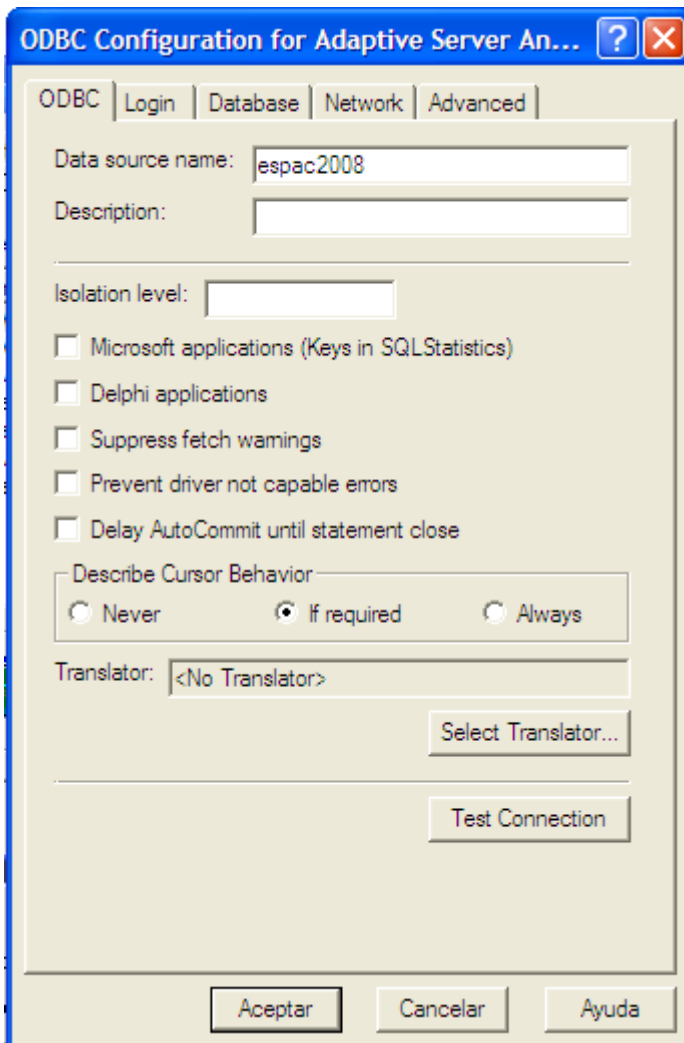 ODBC Configuration for Adaptive Server An...
ODBC Login Database Network Advanced
Data source name: espac2008
Description:
Isolation level:
Microsoft applications (Keys in SQLStatistics)
Delphi applications
Suppress fetch warnings
Prevent driver not capable errors
Delay AutoCommit until statement close
Describe Cursor Behavior
Never If required Always
Translator: <No Translator>
Select Translator...
Test Connection
Aceptar Cancelar Ayuda